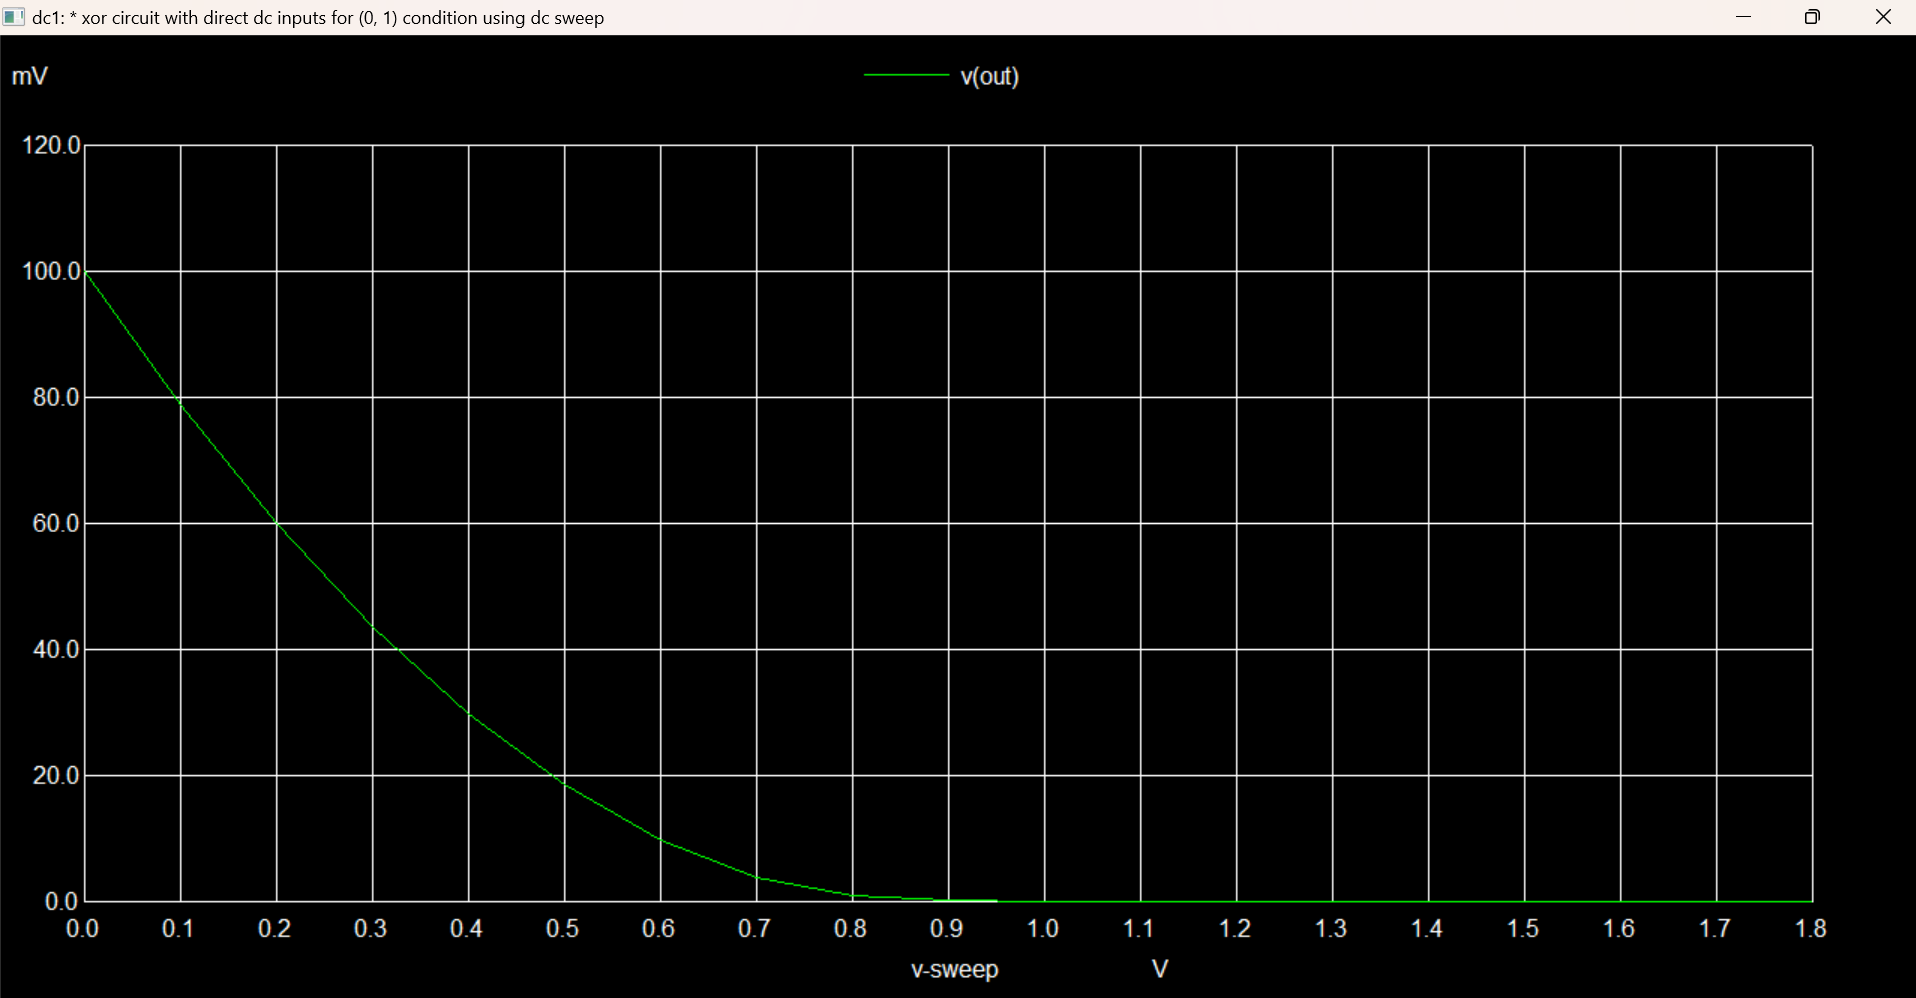 dc1: * xor circuit with direct dc inputs for (0, 1) condition using dc sweep
mV
v(out)
120.0
100.0
80.0
60.0
40.0
20.0
0.0
0.0 0.1 0.2 0.3 0.4 0.5 0.6 0.7 0.8 0.9 1.0 1.1 1.2 1.3 1.4 1.5 1.6 1.7 1.8
v-sweep V